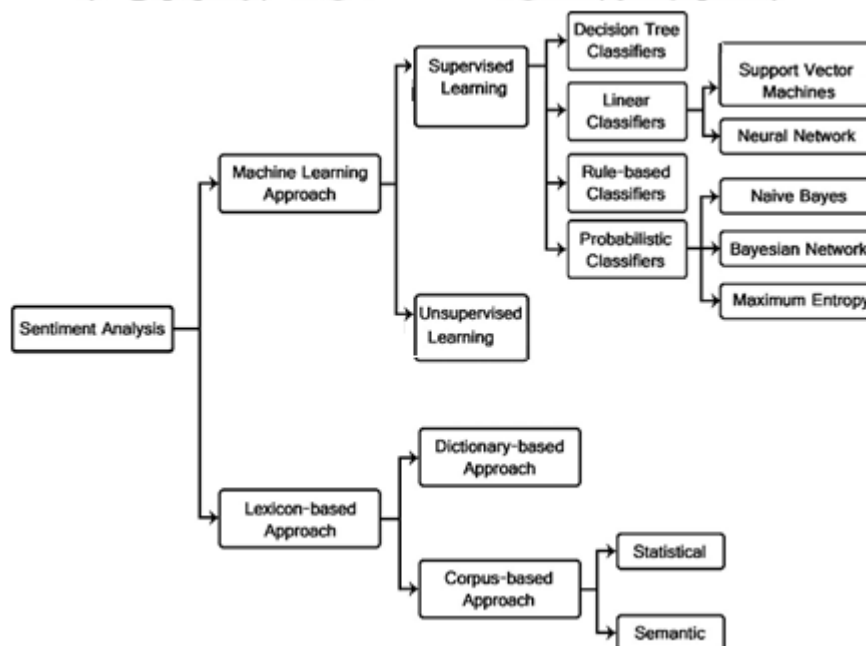 Decision Tree
Classifiers
Supervised
Learning
Support Vector
Machines
Linear
Classifiers
Neural Network
Machine Learning
Approach
Rule-based
Classifiers
Naive Bayes
Probabilistic
Classifiers
Bayesian Network
Maximum Entropy
Unsupervised
Learning
Sentiment Analysis
Dictionary-based
Approach
Lexicon-based
Approach
Statistical
Corpus-based
Approach
Semantic